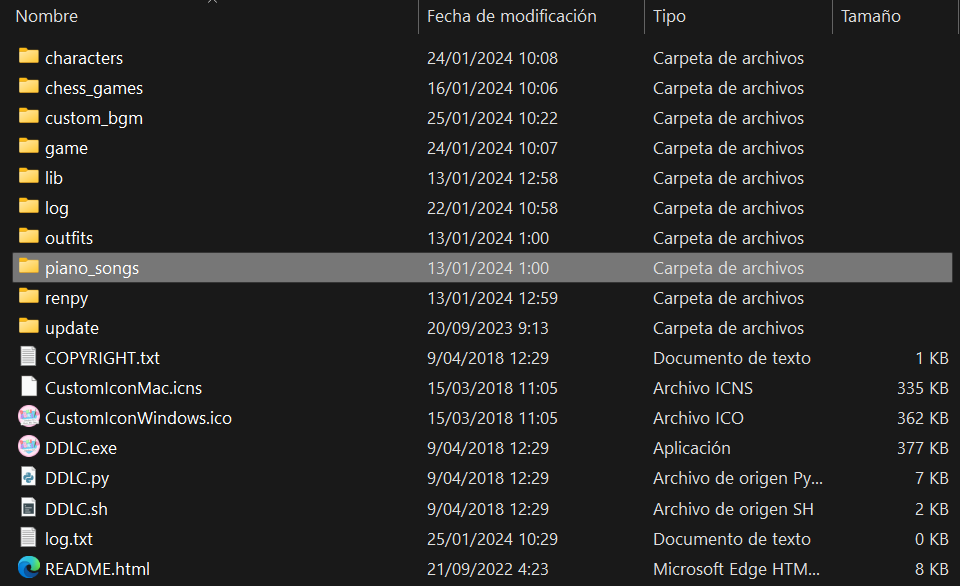 Nombre Fecha de modificación Tipo Tamaño
characters 24/01/2024 10:08 Carpeta de archivos
chess_games 16/01/2024 10:06 Carpeta de archivos
custom_bgm 25/01/2024 10:22 Carpeta de archivos
game 24/01/2024 10:07 Carpeta de archivos
lib 13/01/2024 12:58 Carpeta de archivos
log 22/01/2024 10:58 Carpeta de archivos
outfits 13/01/2024 1:00 Carpeta de archivos
piano_songs 13/01/2024 1:00 Carpeta de archivos
renpy 13/01/2024 12:59 Carpeta de archivos
update 20/09/2023 9:13 Carpeta de archivos
COPYRIGHT.txt 9/04/2018 12:29 Documento de texto 1 KB
CustomIconMac.icns 15/03/2018 11:05 Archivo ICNS 335 KB
CustomIconWindows.ico 15/03/2018 11:05 Archivo ICO 362 KB
DDLC.exe 9/04/2018 12:29 Aplicación 377 KB
DDLC.py 9/04/2018 12:29 Archivo de origen Py... 7 KB
DDLC.sh 9/04/2018 12:29 Archivo de origen SH 2 KB
log.txt 25/01/2024 10:29 Documento de texto 0 KB
README.html 21/09/2022 4:23 Microsoft Edge HTM... 8 KB